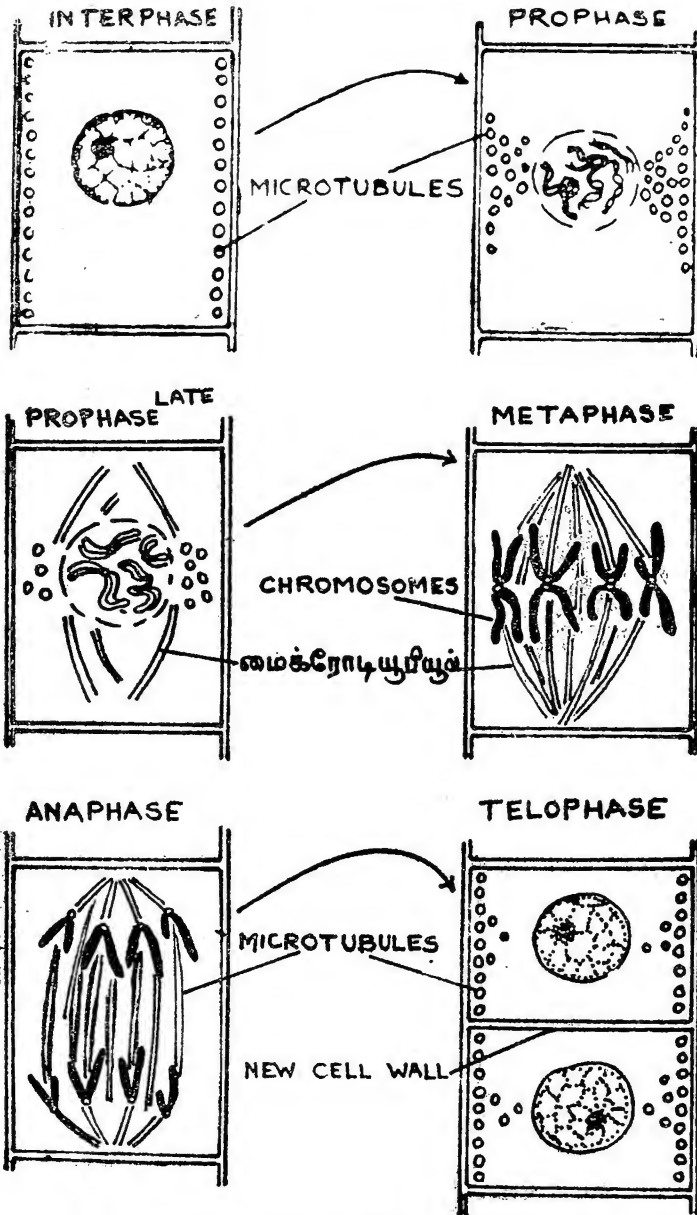 INTERPHASE
PROPHASE
MICROTUBULES
LATE
PROPHASE
METAPHASE
CHROMOSOMES
மைக்ரோடியூபியூல்
ANAPHASE
TELOPHASE
MICROTUBULES
NEW CELL WALL